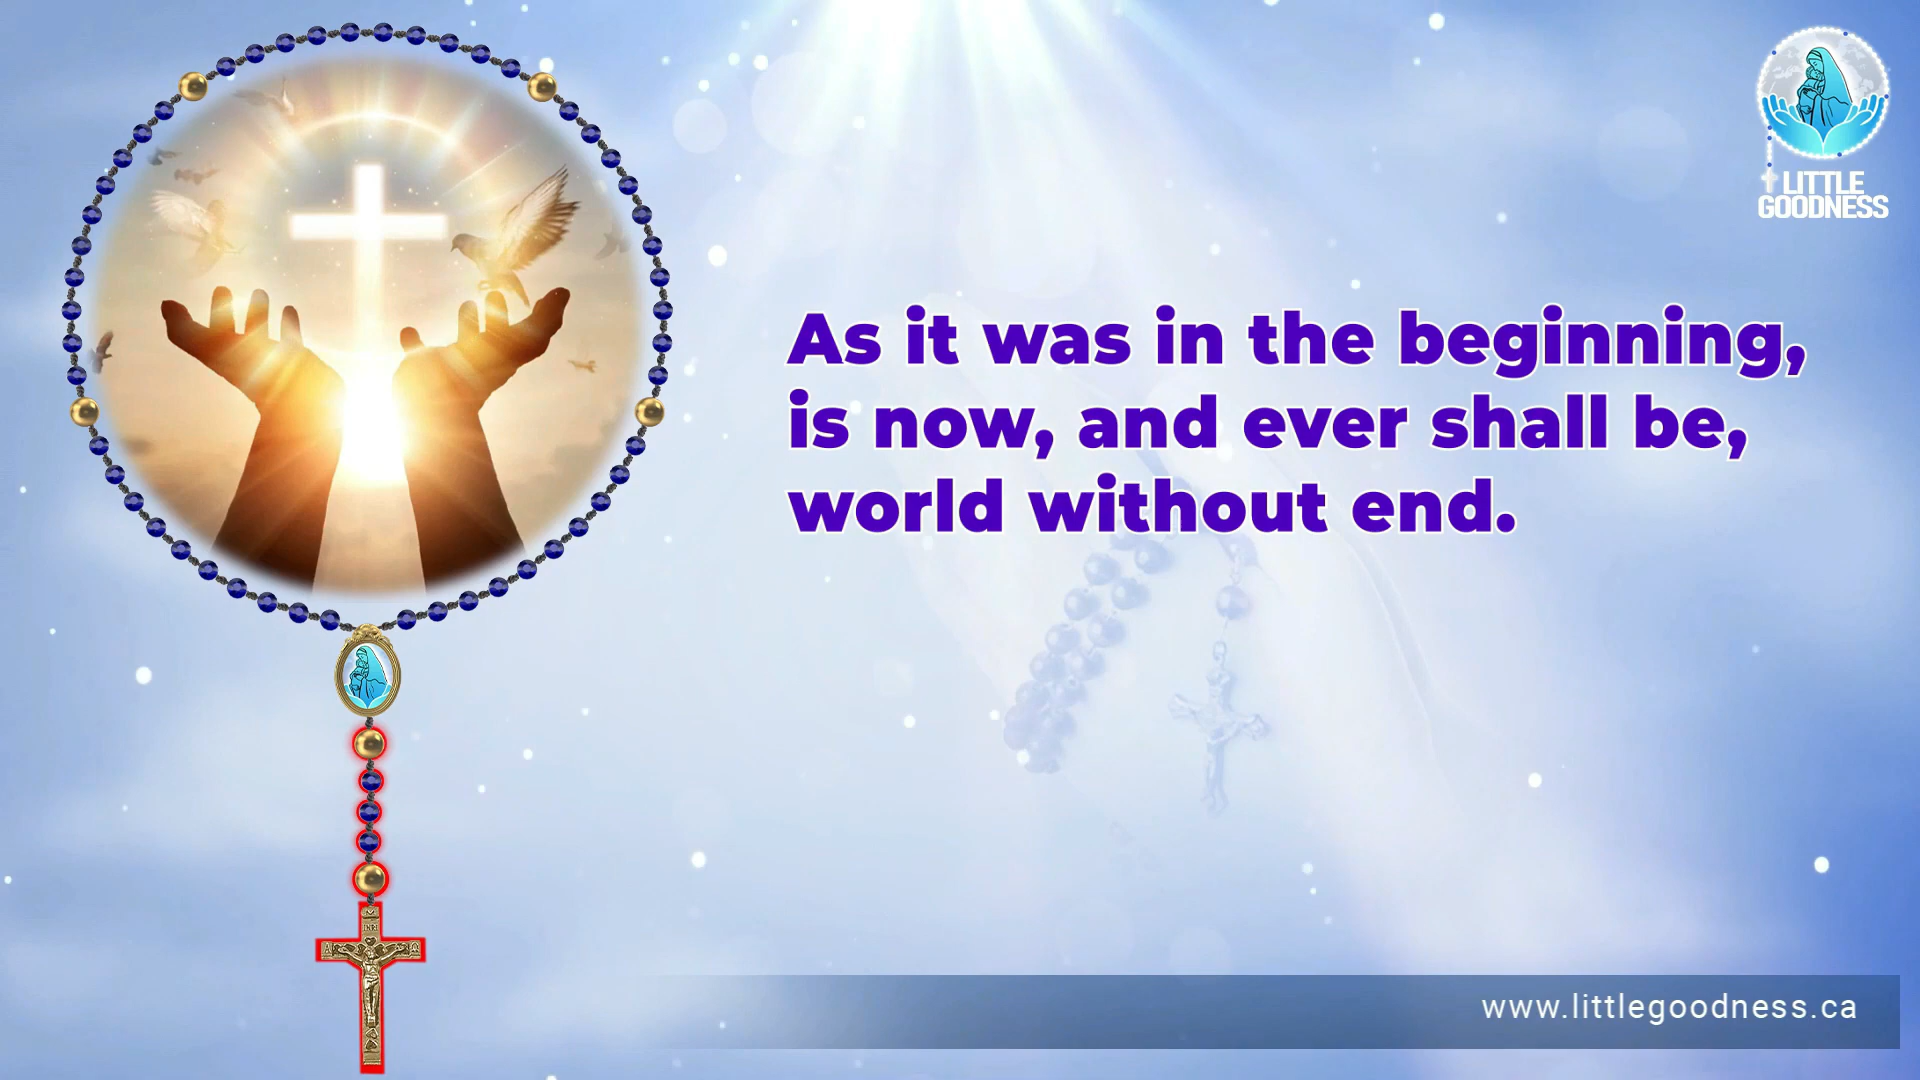 LITTLE
GOODNESS
As it was in the beginning,
is now, and ever shall be,
world without end.
INRI
www.littlegoodness.ca